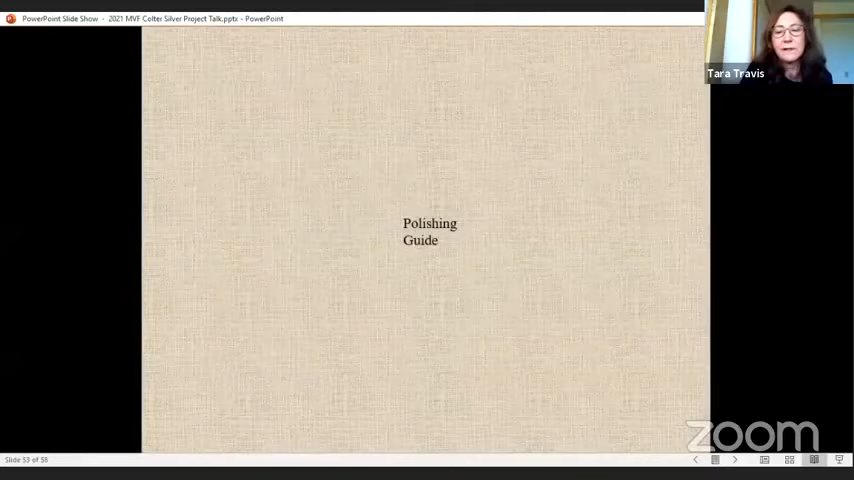 PowerPoint Slide Show - 2021 MVF Colter Silver Project Talk.pptx - PowerPoint
Tara Travis
Polishing
Guide
zoom
Slide 53 of 58